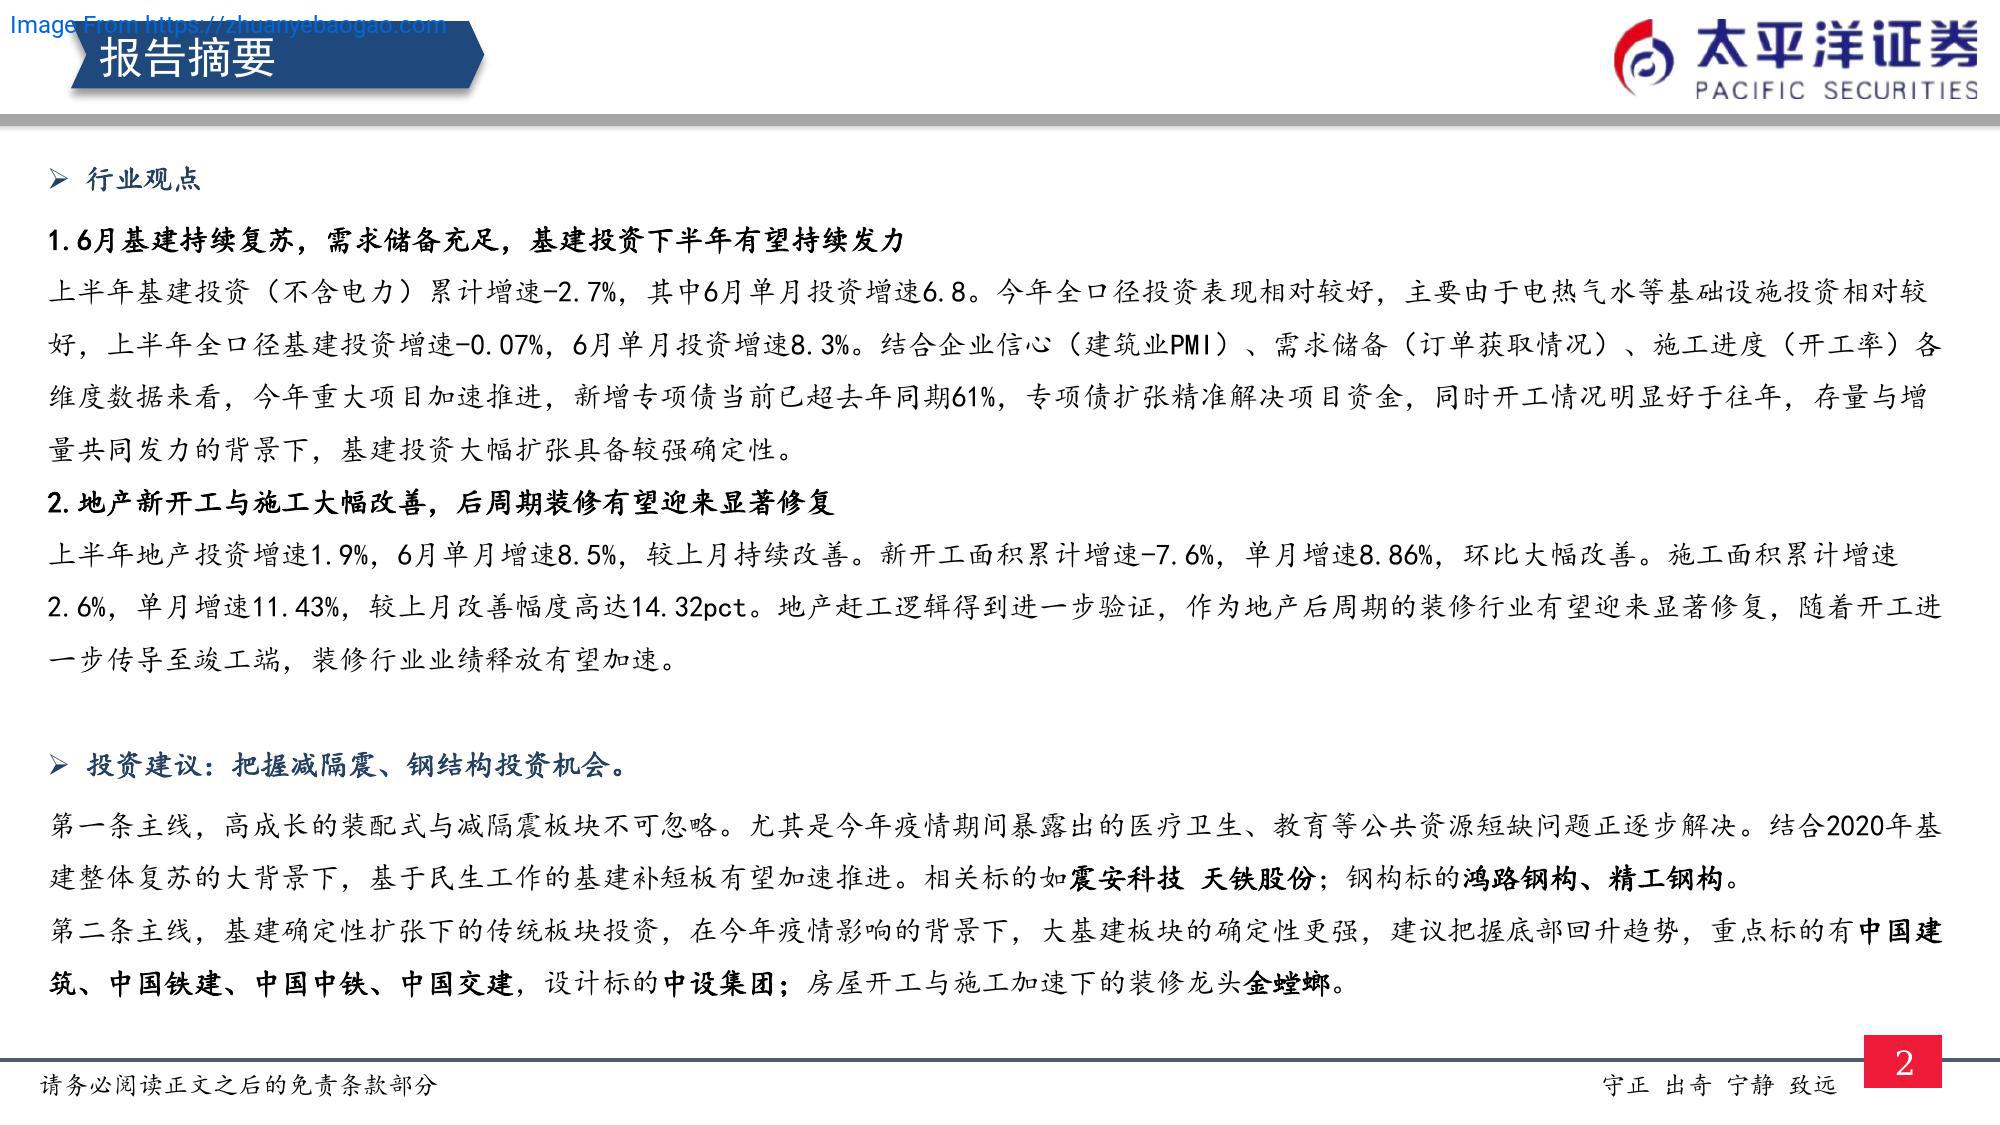 Image From https://zhuanyebaogao.com
报告摘要
太平洋证券
PACIFIC SECURITIES
➢ 行业观点
1.6月基建持续复苏，需求储备充足，基建投资下半年有望持续发力
上半年基建投资（不含电力）累计增速-2.7%，其中6月单月投资增速6.8。今年全口径投资表现相对较好，主要由于电热气水等基础设施投资相对较
好，上半年全口径基建投资增速-0.07%，6月单月投资增速8.3%。结合企业信心（建筑业PMI）、需求储备（订单获取情况）、施工进度（开工率）各
维度数据来看，今年重大项目加速推进，新增专项债当前已超去年同期61%，专项债扩张精准解决项目资金，同时开工情况明显好于往年，存量与增
量共同发力的背景下，基建投资大幅扩张具备较强确定性。
2.地产新开工与施工大幅改善，后周期装修有望迎来显著修复
上半年地产投资增速1.9%，6月单月增速8.5%，较上月持续改善。新开工面积累计增速-7.6%，单月增速8.86%，环比大幅改善。施工面积累计增速
2.6%，单月增速11.43%，较上月改善幅度高达14.32pct。地产赶工逻辑得到进一步验证，作为地产后周期的装修行业有望迎来显著修复，随着开工进
一步传导至竣工端，装修行业业绩释放有望加速。
➢ 投资建议：把握减隔震、钢结构投资机会。
第一条主线，高成长的装配式与减隔震板块不可忽略。尤其是今年疫情期间暴露出的医疗卫生、教育等公共资源短缺问题正逐步解决。结合2020年基
建整体复苏的大背景下，基于民生工作的基建补短板有望加速推进。相关标的如震安科技 天铁股份；钢构标的鸿路钢构、精工钢构。
第二条主线，基建确定性扩张下的传统板块投资，在今年疫情影响的背景下，大基建板块的确定性更强，建议把握底部回升趋势，重点标的有中国建
筑、中国铁建、中国中铁、中国交建，设计标的中设集团；房屋开工与施工加速下的装修龙头金螳螂。
请务必阅读正文之后的免责条款部分
守正 出奇 宁静 致远
2